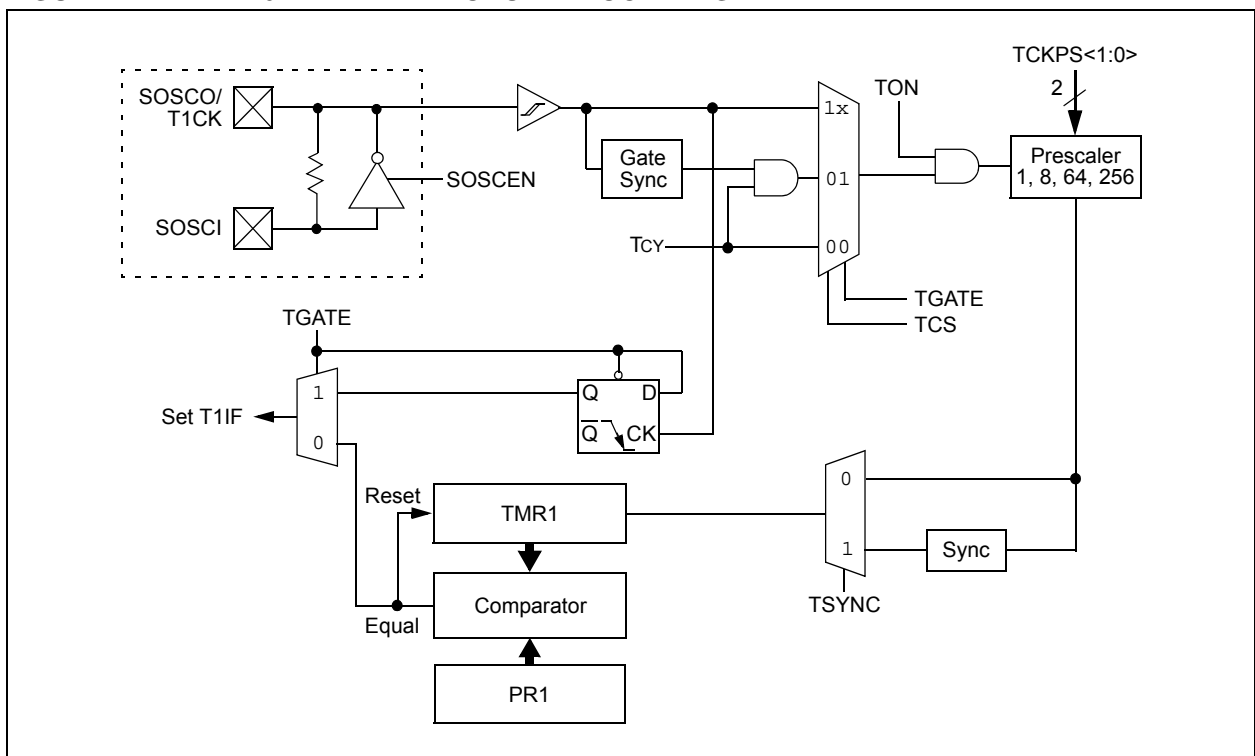 TCKPS<1:0>
2
SOSCO/
T1CK
TON
1x
Gate
Sync
Prescaler
1, 8, 64, 256
SOSCEN
01
SOSCI
TCY
00
TGATE
TCS
TGATE
1
Q
D
Set T1IF
Q
CK
0
0
Reset
TMR1
1
Sync
TSYNC
Comparator
Equal
PR1